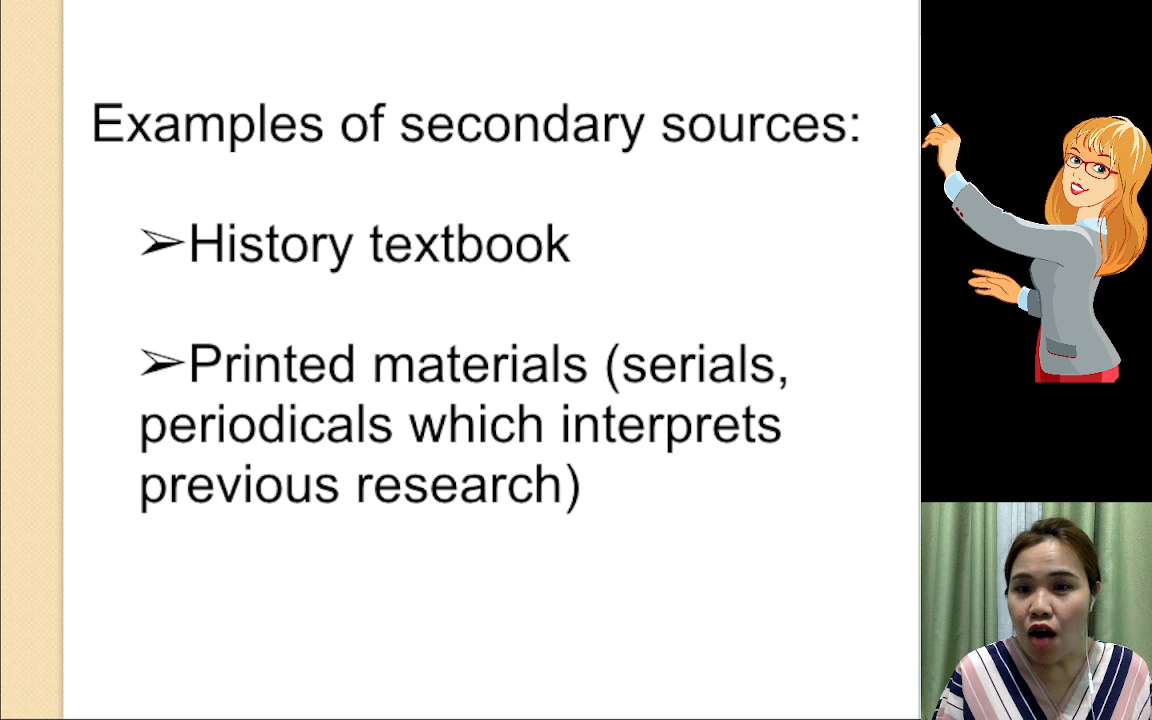 Examples of secondary sources:
➢History textbook
➢Printed materials (serials,
periodicals which interprets
previous research)